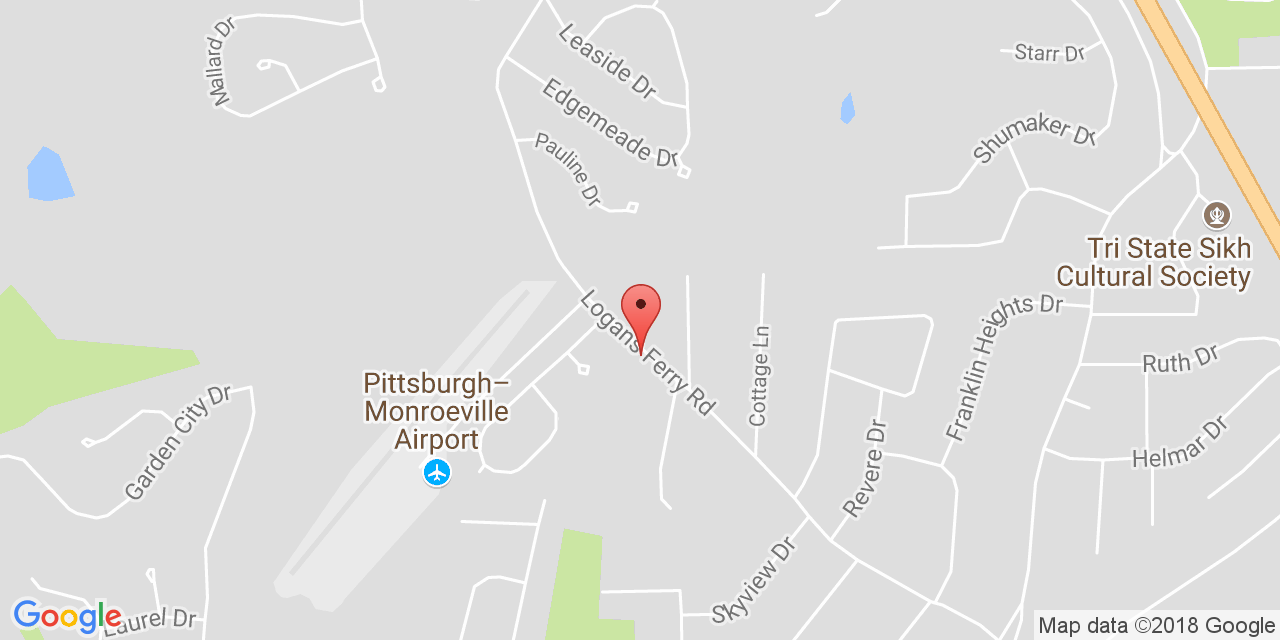 Mallard Dr
Leaside Dr
Starr Dr
Edgemeade Dr
Shumaker Dr
Pauline Dr
Tri State Sikh
Cultural Society
Logans Ferry Rd
Franklin Heights Dr
Cottage Ln
Ruth Dr
Pittsburgh–
Monroeville
Airport
Garden City Dr
Revere Dr
Helmar Dr
Skyview Dr
Laurel Dr
Google
Map data ©2018 Google